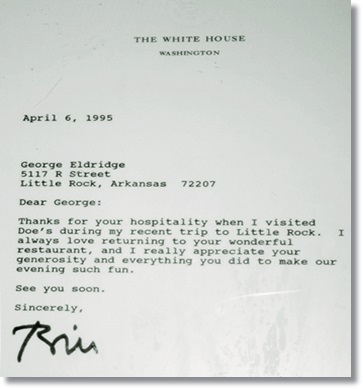 THE WHITE HOUSE
WASHINGTON
April 6, 1995
George Eldridge
5117 R Street
Little Rock, Arkansas 72207
Dear George:
Thanks for your hospitality when I visited
Doe's during my recent trip to Little Rock. I
always love returning to your wonderful
restaurant, and I really appreciate your
generosity and everything you did to make our
evening such fun.
See you soon.
Sincerely,
Bill